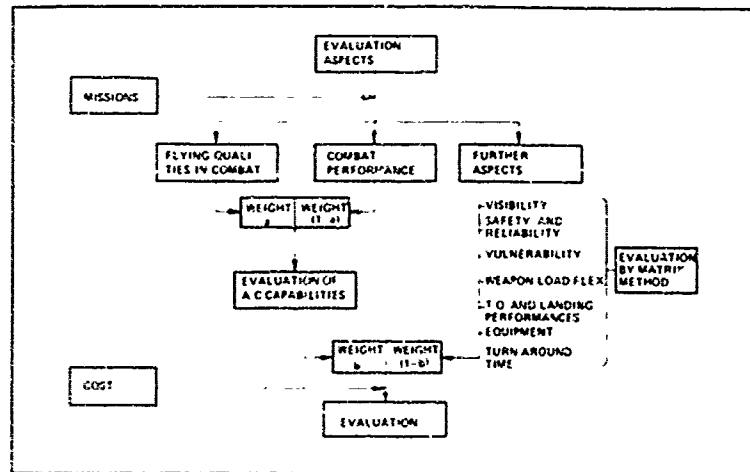 EVALUATION
ASPECTS
MISSIONS
FLYING QUALI
TIES IN COMBAT
COMBAT
PERFORMANCE
FURTHER
ASPECTS
WEIGHT
WEIGHT
(1-a)
VISIBILITY
SAFETY AND
RELIABILITY
VULNERABILITY
WEAPON LOAD FLEX
T O AND LANDING
PERFORMANCES
EQUIPMENT
TURN AROUND
TIME
EVALUATION
BY MATRIX
METHOD
EVALUATION OF
A/C CAPABILITIES
WEIGHT
b
WEIGHT
(1-b)
COST
EVALUATION